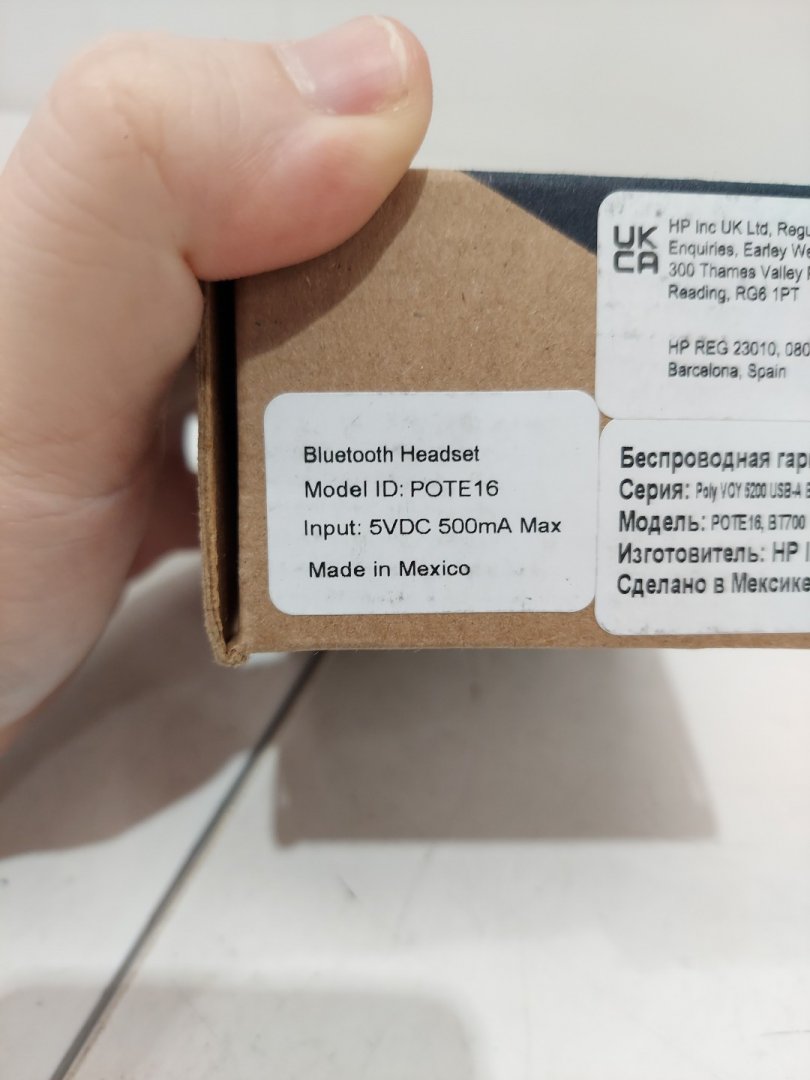 UK
CA
HP Inc UK Ltd, Regu
Enquiries, Earley We
300 Thames Valley
Reading, RG6 1PT
HP REG 23010, 080
Barcelona, Spain
Bluetooth Headset
Model ID: POTE16
Input: 5VDC 500mA Max
Made in Mexico
Беспроводная гар
Серия: Poly VOY 5200 USB-A
Модель: POTE16, BT700
Изготовитель: HP
Сделано в Мексике